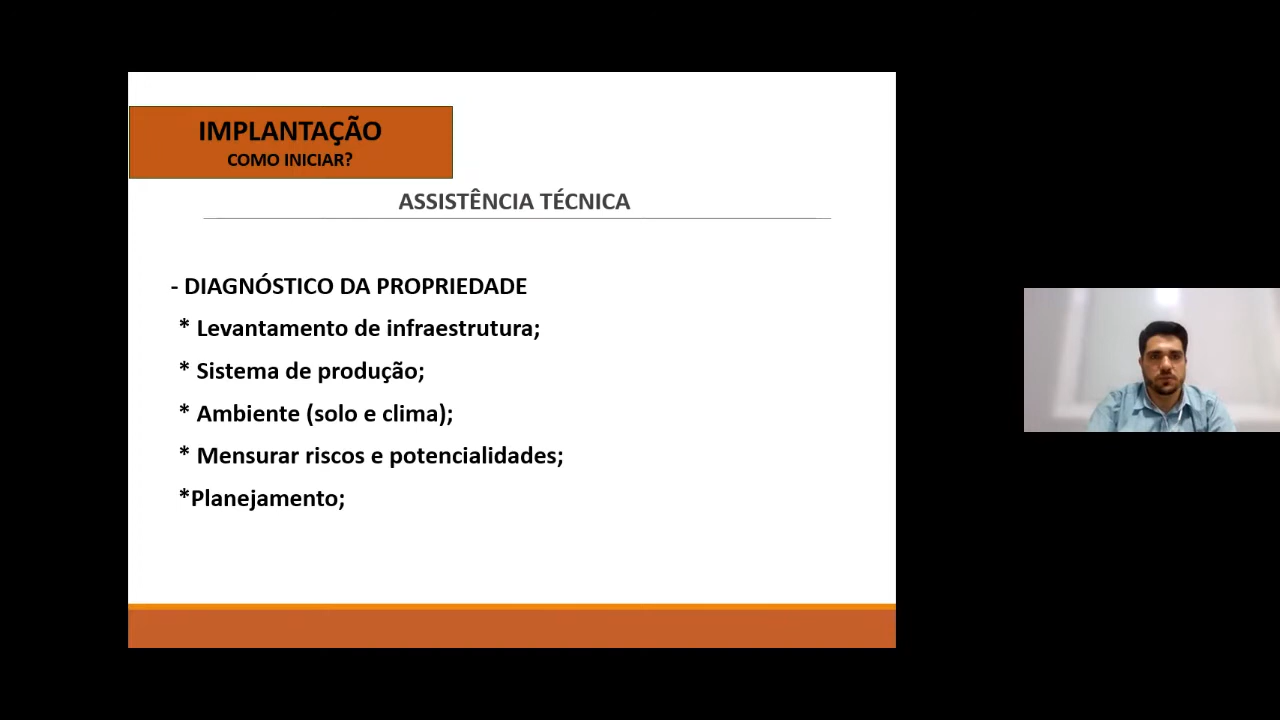 IMPLANTAÇÃO
COMO INICIAR?
ASSISTÊNCIA TÉCNICA
- DIAGNÓSTICO DA PROPRIEDADE
* Levantamento de infraestrutura;
* Sistema de produção;
* Ambiente (solo e clima);
* Mensurar riscos e potencialidades;
*Planejamento;